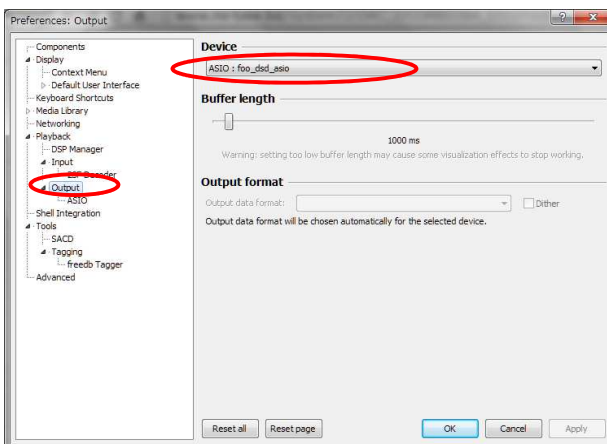 Preferences: Output
Components
Display
Context Menu
Default User Interface
Keyboard Shortcuts
Media Library
Networking
Playback
DSP Manager
Input
Decoder
Output
ASIO
Shell Integration
Tools
SACD
Tagging
freedb Tagger
Advanced
Device
ASIO : foo_dsd_asio
Buffer length
1000 ms
Warning: setting too low buffer length may cause some visualization effects to stop working.
Output format
Output data format:
Dither
Output data format will be chosen automatically for the selected device.
Reset all
Reset page
OK
Cancel
Apply